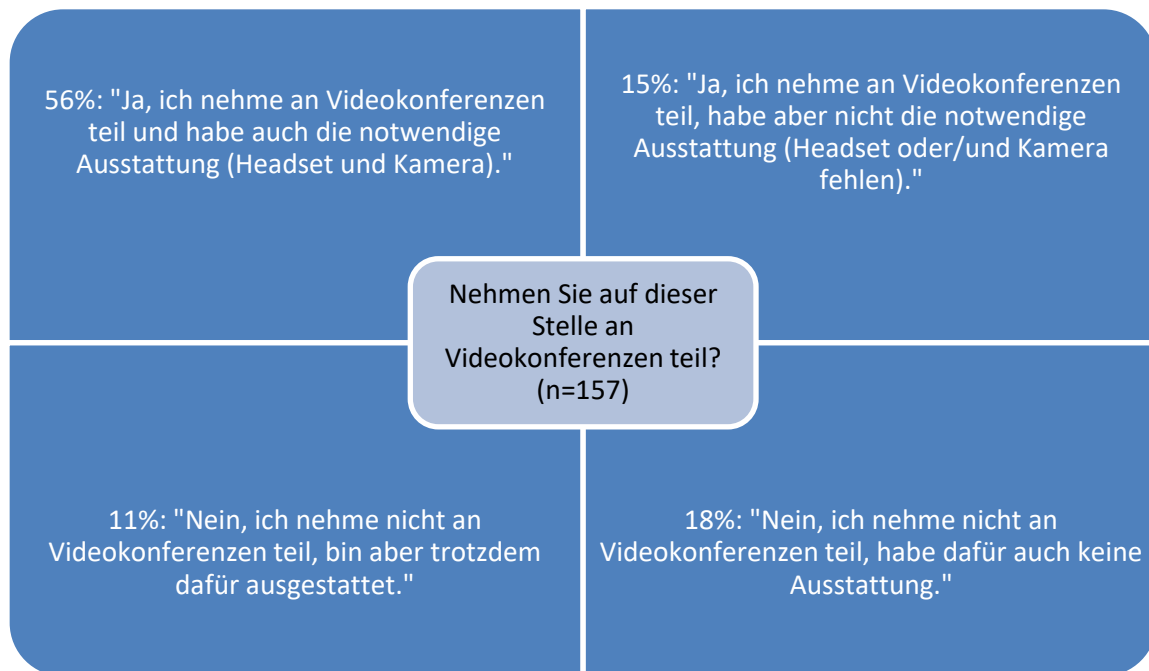 56%: "Ja, ich nehme an Videokonferenzen
teil und habe auch die notwendige
Ausstattung (Headset und Kamera)."
15%: "Ja, ich nehme an Videokonferenzen
teil, habe aber nicht die notwendige
Ausstattung (Headset oder/und Kamera
fehlen)."
Nehmen Sie auf dieser
Stelle an
Videokonferenzen teil?
(n=157)
11%: "Nein, ich nehme nicht an
Videokonferenzen teil, bin aber trotzdem
dafür ausgestattet."
18%: "Nein, ich nehme nicht an
Videokonferenzen teil, habe dafür auch keine
Ausstattung."